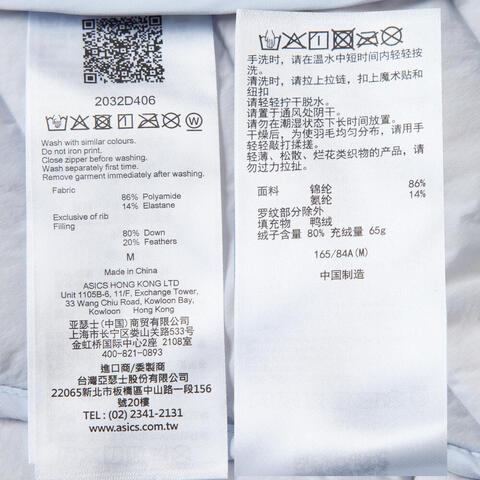 2032D406
Wash with similar colours.
Do not iron print.
Close zipper before washing.
Wash separately first time.
Remove garment immediately after washing.
Fabric
86% Polyamide
14% Elastane
Exclusive of rib
Filling
80% Down
20% Feathers
M
Made in China
ASICS HONG KONG LTD
Unit 1105B-6, 11/F, Exchange Tower,
33 Wang Chiu Road, Kowloon Bay,
Kowloon Hong Kong
亚瑟士(中国)商贸有限公司
上海市长宁区娄山关路533号
金虹桥国际中心Ⅱ座 2108室
400-821-0893
進口商/委製商
台灣亞瑟士股份有限公司
22065新北市板橋區中山路一段156
號20樓
TEL : (02) 2341-2131
www.asics.com.tw
手洗时，请在温水中短时间内轻轻按
洗。
清洗时，请拉上拉链，扣上魔术贴和
纽扣
请轻轻拧干脱水。
请置于通风处阴干。
请勿在潮湿状态下长时间放置。
干燥后，为使羽毛均匀分布，请用手
轻轻敲打揉搓。
轻薄、松散、烂花类织物的产品，请
勿过力拉扯。
面料 锦纶 86%
氨纶 14%
罗纹部分除外
填充物 鸭绒
绒子含量 80% 充绒量 65g
165/84A(M)
中国制造